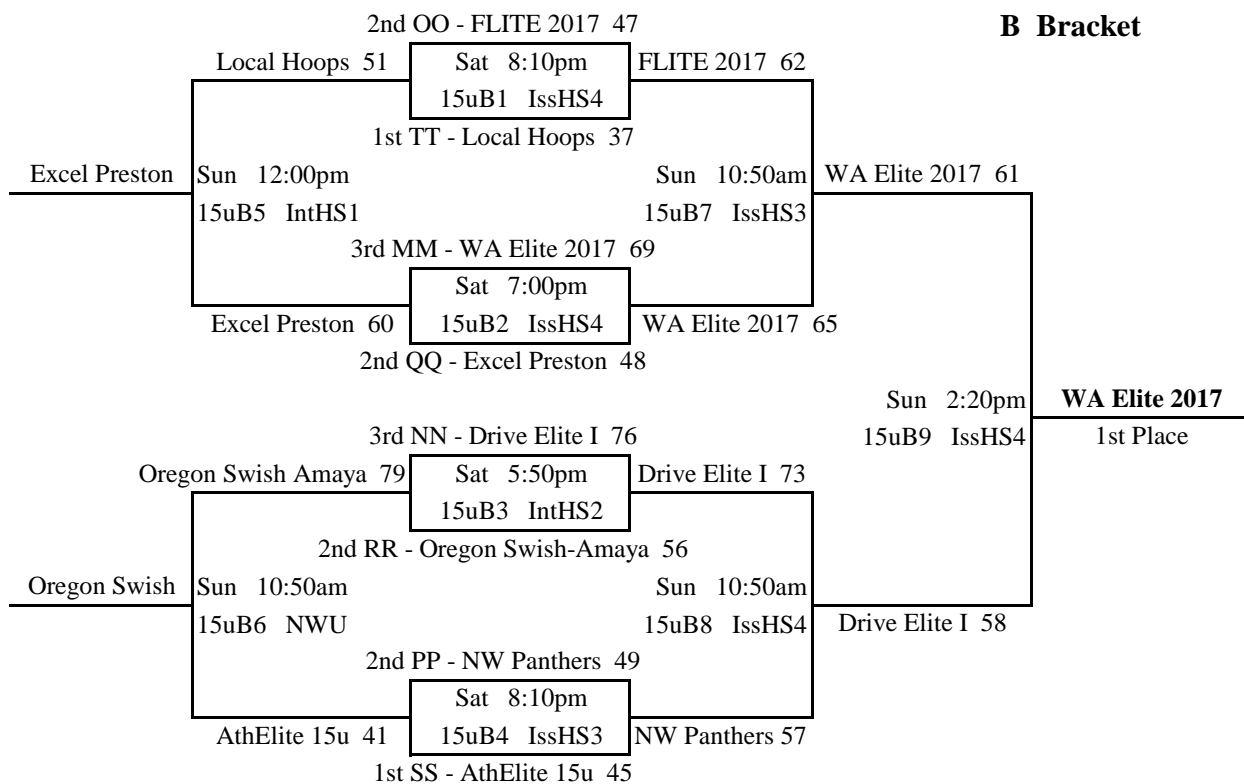 2nd OO - FLITE 2017 47
B Bracket
Local Hoops 51
Sat 8:10pm
FLITE 2017 62
15uB1 IssHS4
1st TT - Local Hoops 37
Excel Preston
Sun 12:00pm
Sun 10:50am
WA Elite 2017 61
15uB5 IntHS1
15uB7 IssHS3
3rd MM - WA Elite 2017 69
Sat 7:00pm
Excel Preston 60
15uB2 IssHS4
WA Elite 2017 65
2nd QQ - Excel Preston 48
Sun 2:20pm
WA Elite 2017
15uB9 IssHS4
1st Place
3rd NN - Drive Elite I 76
Oregon Swish Amaya 79
Sat 5:50pm
Drive Elite I 73
15uB3 IntHS2
2nd RR - Oregon Swish-Amaya 56
Oregon Swish
Sun 10:50am
Sun 10:50am
15uB6 NWU
15uB8 IssHS4
Drive Elite I 58
2nd PP - NW Panthers 49
Sat 8:10pm
AthElite 15u 41
15uB4 IssHS3
NW Panthers 57
1st SS - AthElite 15u 45